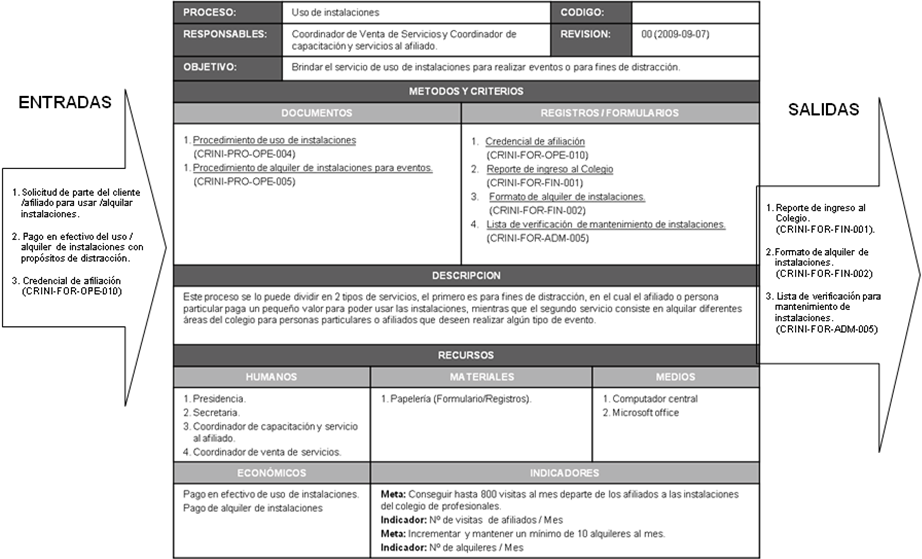 PROCESO: Uso de instalaciones CODIGO:
RESPONSABLES: Coordinador de Venta de Servicios y Coordinador de
capacitación y servicios al afiliado.
REVISION: 00 (2009-09-07)
OBJETIVO: Brindar el servicio de uso de instalaciones para realizar eventos o para fines de distracción.
ENTRADAS
1. Solicitud de parte del cliente
/afiliado para usar /alquilar
instalaciones.
2. Pago en efectivo del uso /
alquiler de instalaciones con
propósitos de distracción.
3. Credencial de afiliación
(CRINI-FOR-OPE-010)
METODOS Y CRITERIOS
DOCUMENTOS
1. Procedimiento de uso de instalaciones
(CRINI-PRO-OPE-004)
1. Procedimiento de alquiler de instalaciones para eventos.
(CRINI-PRO-OPE-005)
REGISTROS / FORMULARIOS
1. Credencial de afiliación
(CRINI-FOR-OPE-010)
2. Reporte de ingreso al Colegio
(CRINI-FOR-FIN-001)
3. Formato de alquiler de instalaciones.
(CRINI-FOR-FIN-002)
4. Lista de verificación de mantenimiento de instalaciones.
(CRINI-FOR-ADM-005)
DESCRIPCION
Este proceso se lo puede dividir en 2 tipos de servicios, el primero es para fines de distracción, en el cual el afiliado o persona
particular paga un pequeño valor para poder usar las instalaciones, mientras que el segundo servicio consiste en alquilar diferentes
áreas del colegio para personas particulares o afiliados que deseen realizar algún tipo de evento.
RECURSOS
HUMANOS
1. Presidencia.
2. Secretaria.
3. Coordinador de capacitación y servicio
al afiliado.
4. Coordinador de venta de servicios.
MATERIALES
1. Papelería (Formulario/Registros).
MEDIOS
1. Computador central
2. Microsoft office
ECONÓMICOS
Pago en efectivo de uso de instalaciones.
Pago de alquiler de instalaciones
INDICADORES
Meta: Conseguir hasta 800 visitas al mes departe de los afiliados a las instalaciones
del colegio de profesionales.
Indicador: Nº de visitas de afiliados / Mes
Meta: Incrementar y mantener un mínimo de 10 alquileres al mes.
Indicador: Nº de alquileres / Mes
SALIDAS
1. Reporte de ingreso al
Colegio.
(CRINI-FOR-FIN-001).
2. Formato de alquiler de
instalaciones.
(CRINI-FOR-FIN-002)
3. Lista de verificación para
mantenimiento de
instalaciones.
(CRINI-FOR-ADM-005)